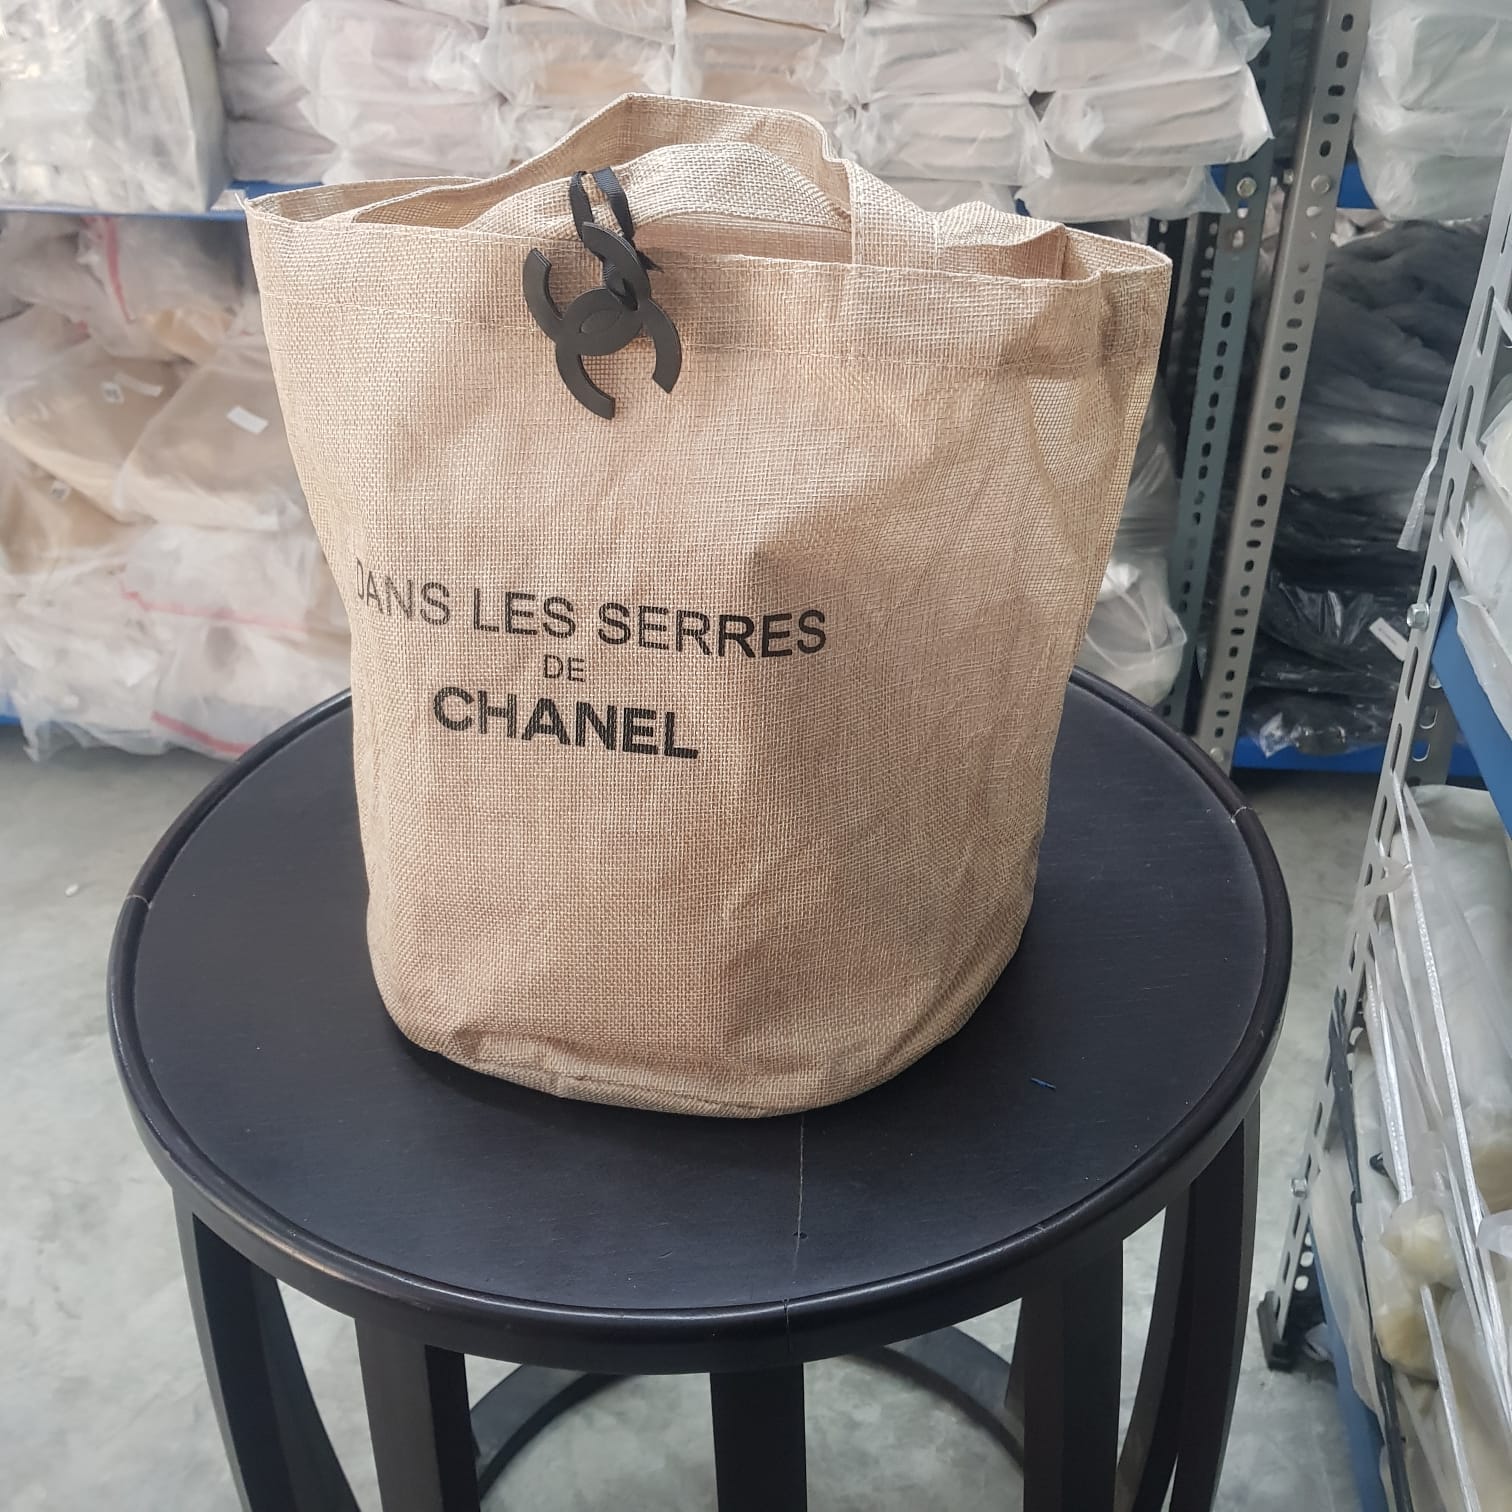 DANS LES SERRES
DE
CHANEL